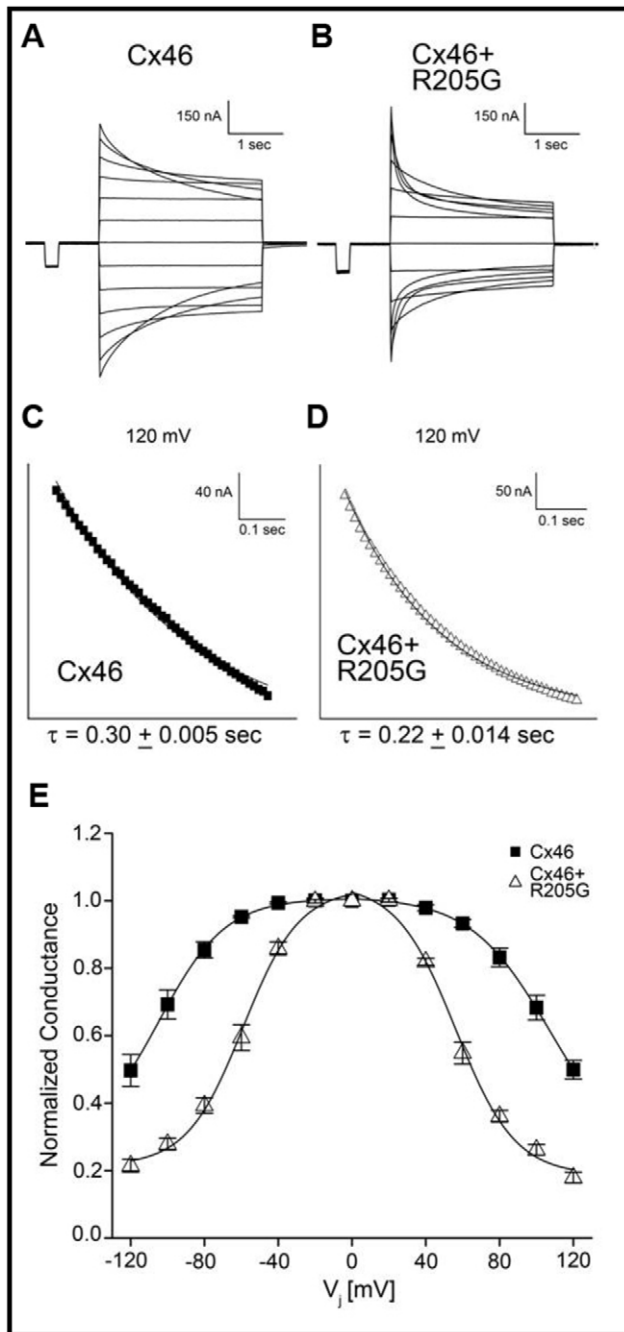 A
Cx46
150 nA
1 sec
B
Cx46+
R205G
150 nA
1 sec
C
120 mV
40 nA
0.1 sec
Cx46
τ = 0.30 ± 0.005 sec
D
120 mV
50 nA
0.1 sec
Cx46+
R205G
τ = 0.22 ± 0.014 sec
E
Normalized Conductance
1.2
1.0
0.8
0.6
0.4
0.2
0.0
Cx46
Cx46+
R205G
-120 -80 -40 0 40 80 120
Vj [mV]